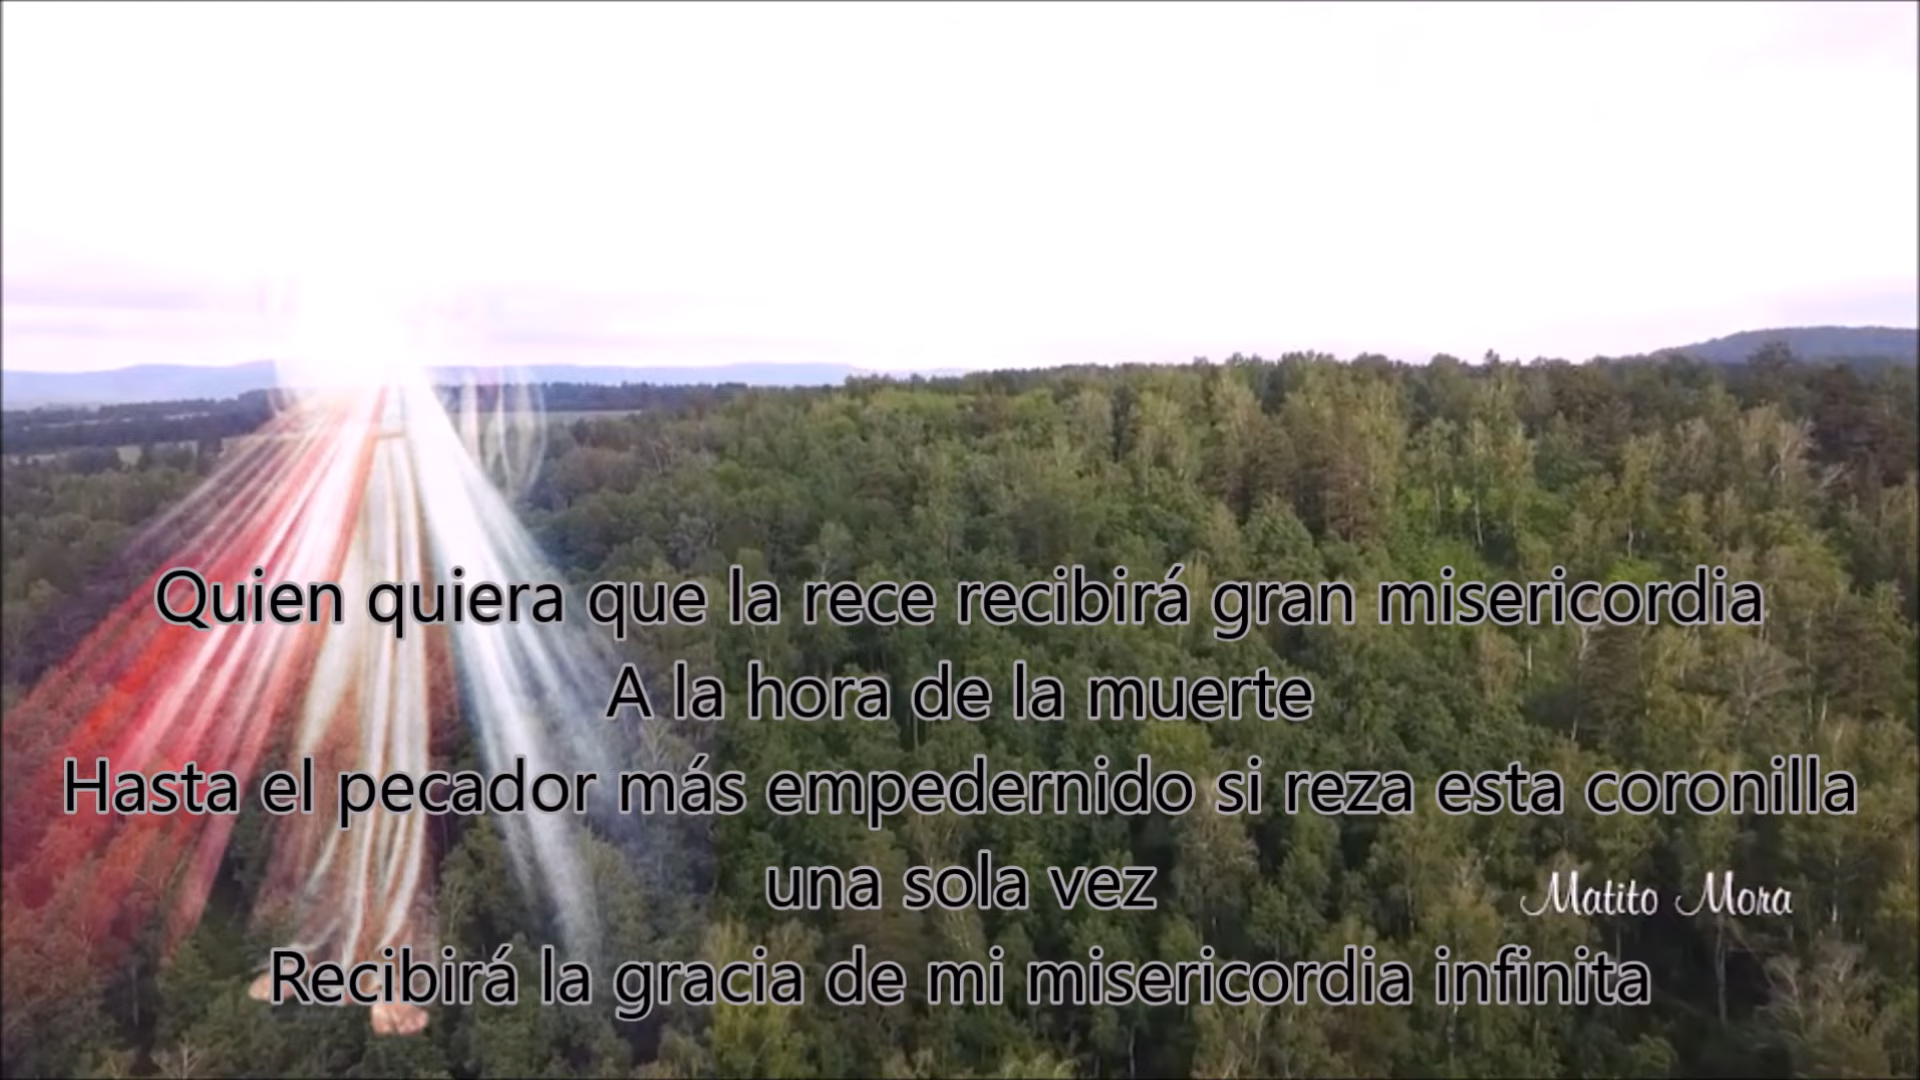 Quien quiera que la rece recibirá gran misericordia
A la hora de la muerte
Hasta el pecador más empedernido si reza esta coronilla
una sola vez
Matito Mora
Recibirá la gracia de mi misericordia infinita